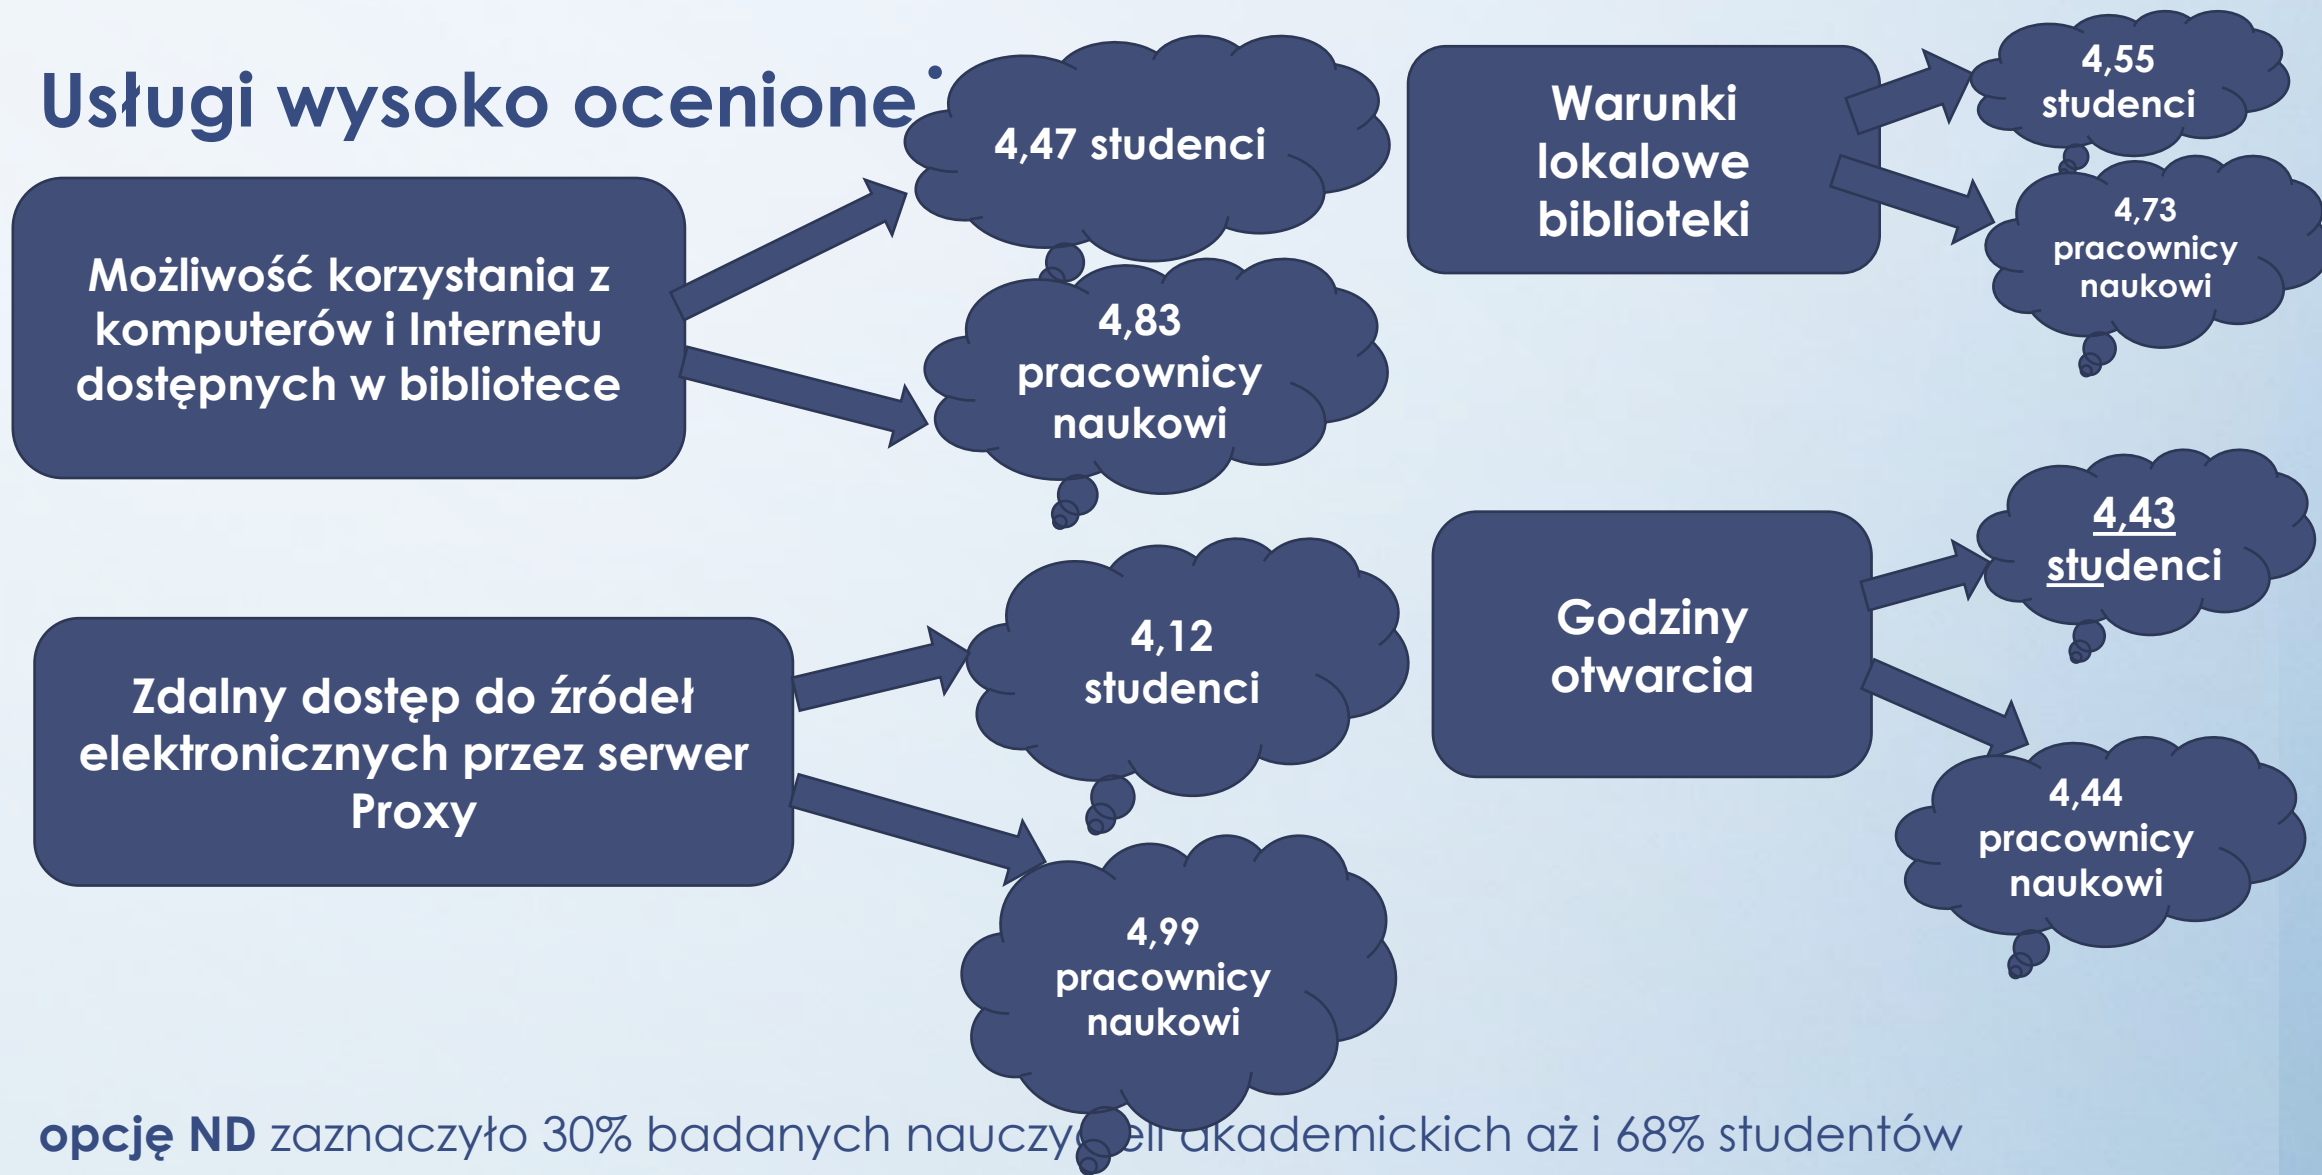 Usługi wysoko ocenione
Możliwość korzystania z
komputerów i Internetu
dostępnych w bibliotece
4,47 studenci
4,83
pracownicy
naukowi
Zdalny dostęp do źródeł
elektronicznych przez serwer
Proxy
4,12
studenci
4,99
pracownicy
naukowi
Warunki
lokalowe
biblioteki
4,55
studenci
4,73
pracownicy
naukowi
Godziny
otwarcia
4,43
studenci
4,44
pracownicy
naukowi
opcję ND zaznaczyło 30% badanych nauczycieli akademickich aż i 68% studentów